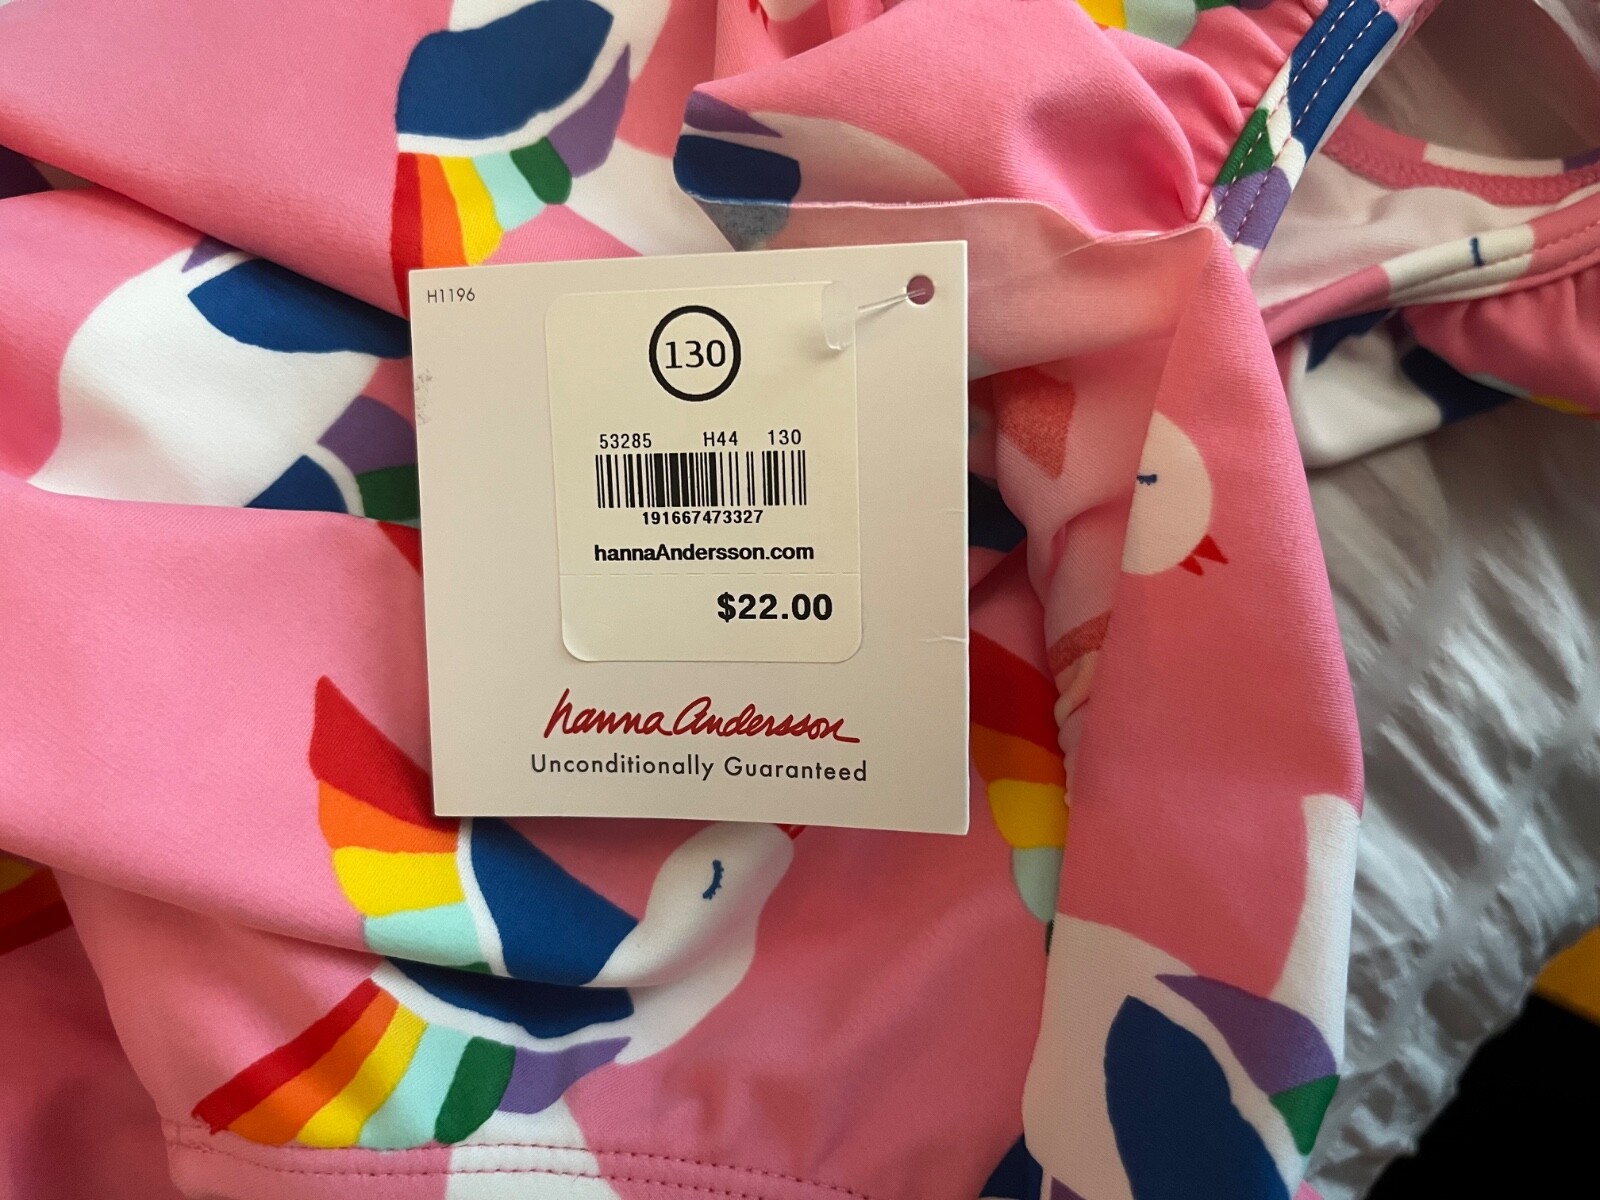 H1196
130
53285 H44 130
191667473327
hannaAndersson.com
$22.00
hanna Andersson
Unconditionally Guaranteed